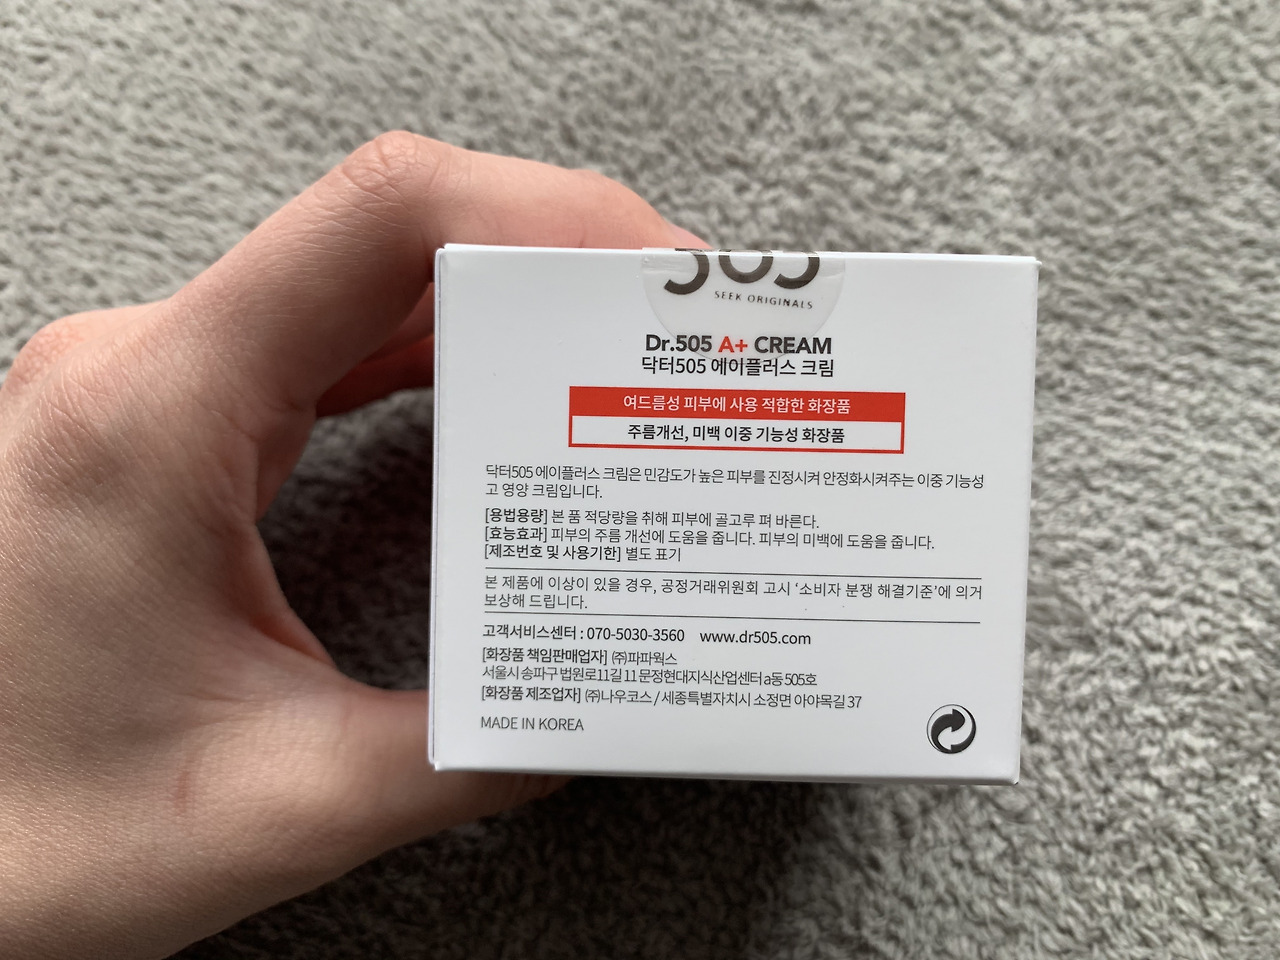 505
SEEK ORIGINALS
Dr.505 A+ CREAM
닥터505 에이플러스 크림
여드름성 피부에 사용 적합한 화장품
주름개선, 미백 이중 기능성 화장품
닥터505 에이플러스 크림은 민감도가 높은 피부를 진정시켜 안정화시켜주는 이중 기능성
고 영양 크림입니다.
[용법용량] 본 품 적당량을 취해 피부에 골고루 펴 바른다.
[효능효과] 피부의 주름 개선에 도움을 줍니다. 피부의 미백에 도움을 줍니다.
[제조번호 및 사용기한] 별도 표기
본 제품에 이상이 있을 경우, 공정거래위원회 고시 ‘소비자 분쟁 해결기준’에 의거
보상해 드립니다.
고객서비스센터 : 070-5030-3560 www.dr505.com
[화장품 책임판매업자] ㈜파파웍스
서울시 송파구 법원로11길 11 문정현대지식산업센터 a동 505호
[화장품 제조업자] ㈜나우코스 / 세종특별자치시 소정면 아야목길 37
MADE IN KOREA